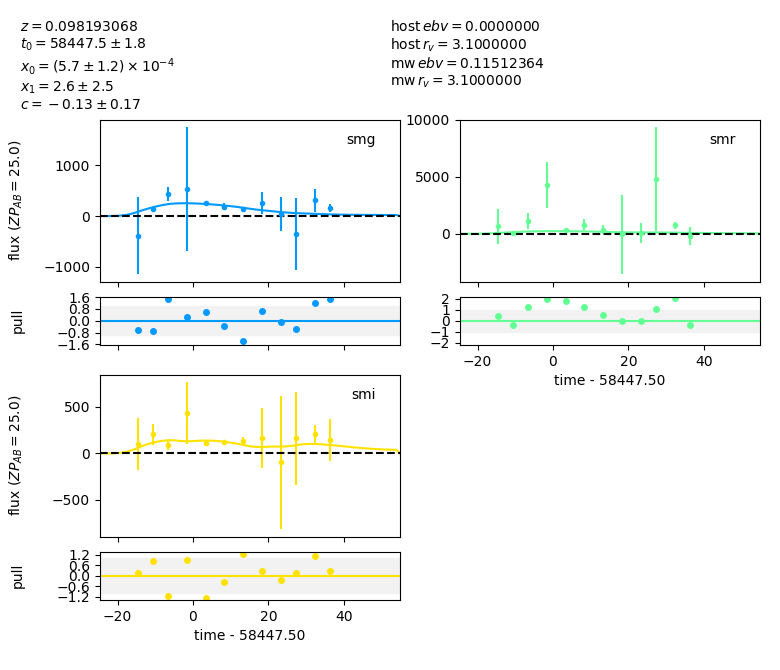 z = 0.098193068
t₀ = 58447.5 ± 1.8
x₀ = (5.7 ± 1.2) × 10⁻⁴
x₁ = 2.6 ± 2.5
c = −0.13 ± 0.17
host ebv = 0.0000000
host r_v = 3.1000000
mw ebv = 0.11512364
mw r_v = 3.1000000
flux (ZP_AB = 25.0)
1000
0
−1000
smg
10000
5000
0
smr
pull
1.6
0.8
0.0
−0.8
−1.6
2
1
0
−1
−2
−20 0 20 40
time - 58447.50
flux (ZP_AB = 25.0)
500
0
−500
smi
pull
1.2
0.6
0.0
−0.6
−1.2
−20 0 20 40
time - 58447.50